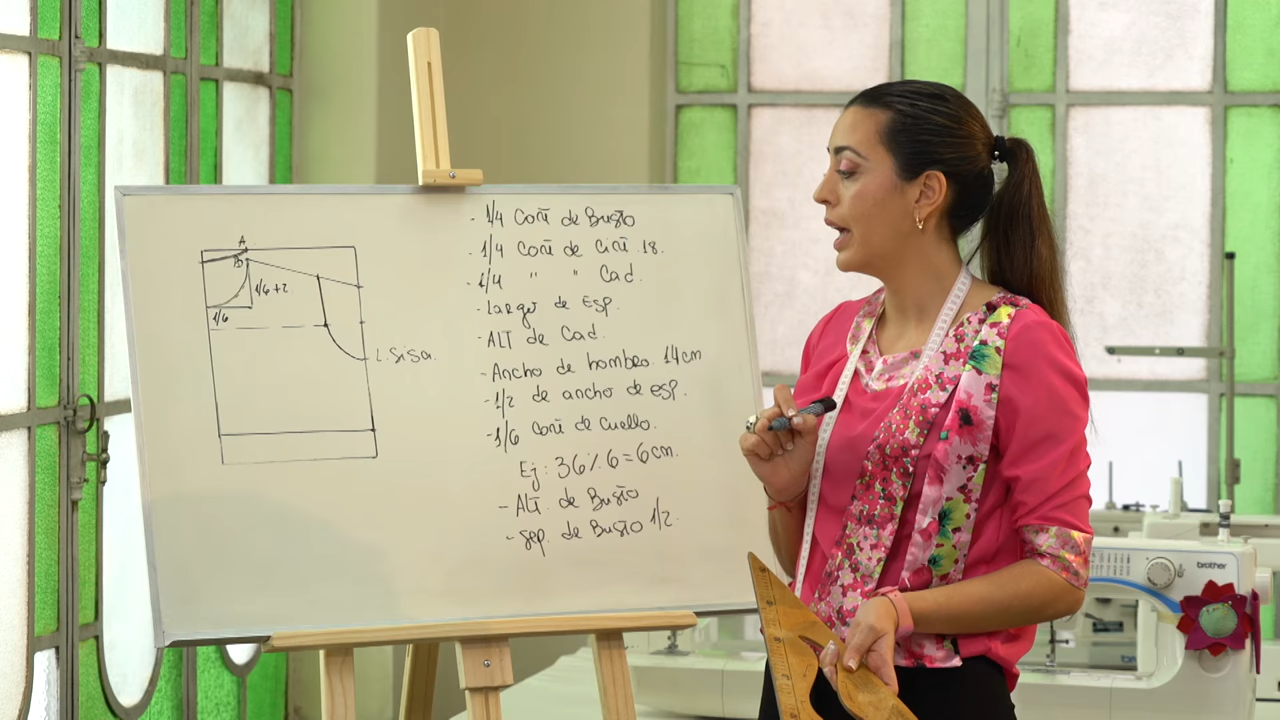 A
B
1/6+2
1/6
L. Sisa.
- 1/4 Cont de Busto
- 1/4 Cont de Cint. 18.
- 1/4 " " Cad.
- Largo de Esp.
- ALT de Cad.
- Ancho de hombro. 14cm
- 1/2 de ancho de esp.
- 1/6 Cont de Cuello.
Ej: 36 % 6 = 6cm.
- Alt. de Busto
- Sep. de Busto 1/2.
brother